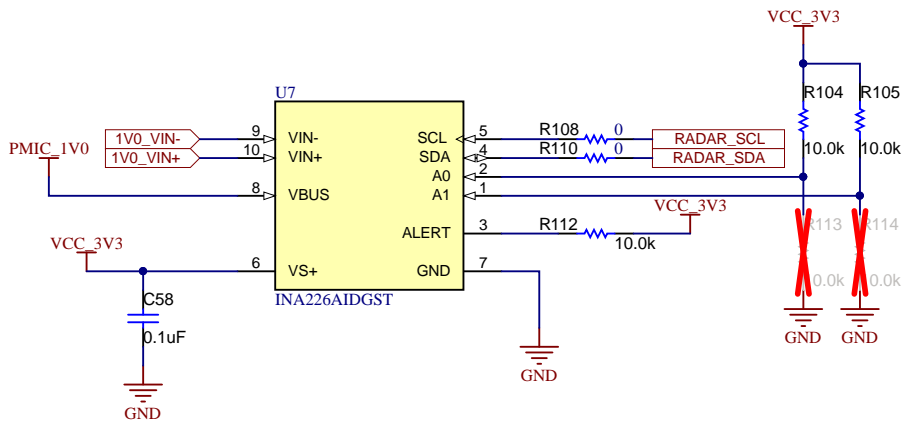 VCC_3V3
R104
R105
10.0k
10.0k
U7
1V0_VIN-
9
VIN-
SCL
5
R108
0
RADAR_SCL
1V0_VIN+
10
VIN+
SDA
4
R110
0
RADAR_SDA
PMIC_1V0
A0
2
8
VBUS
A1
1
VCC_3V3
ALERT
3
R112
10.0k
R113
R114
VCC_3V3
6
VS+
GND
7
0.0k
0.0k
INA226AIDGST
C58
0.1uF
GND
GND
GND
GND